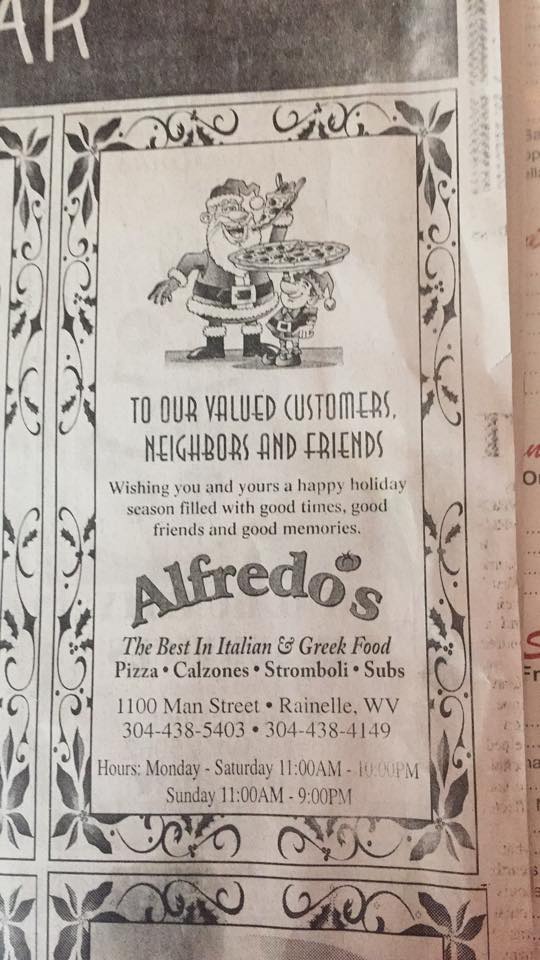 AR
TO OUR VALUED CUSTOMERS,
NEIGHBORS AND FRIENDS
Wishing you and yours a happy holiday
season filled with good times, good
friends and good memories.
Alfredo's
The Best In Italian & Greek Food
Pizza • Calzones • Stromboli • Subs
1100 Man Street • Rainelle, WV
304-438-5403 • 304-438-4149
Hours: Monday - Saturday 11:00AM - 10:00PM
Sunday 11:00AM - 9:00PM